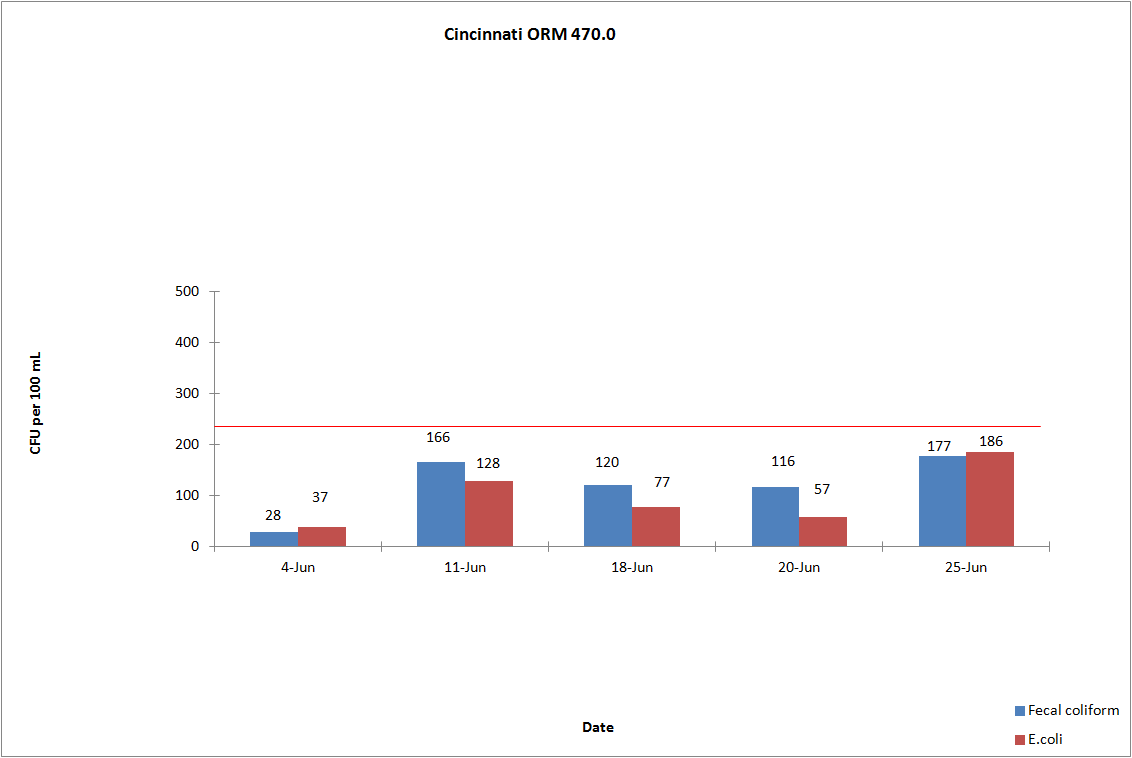 Cincinnati ORM 470.0
CFU per 100 mL
500
400
300
200
100
0
166
128
120
77
116
57
177
186
28
37
4-Jun
11-Jun
18-Jun
20-Jun
25-Jun
Date
Fecal coliform
E.coli